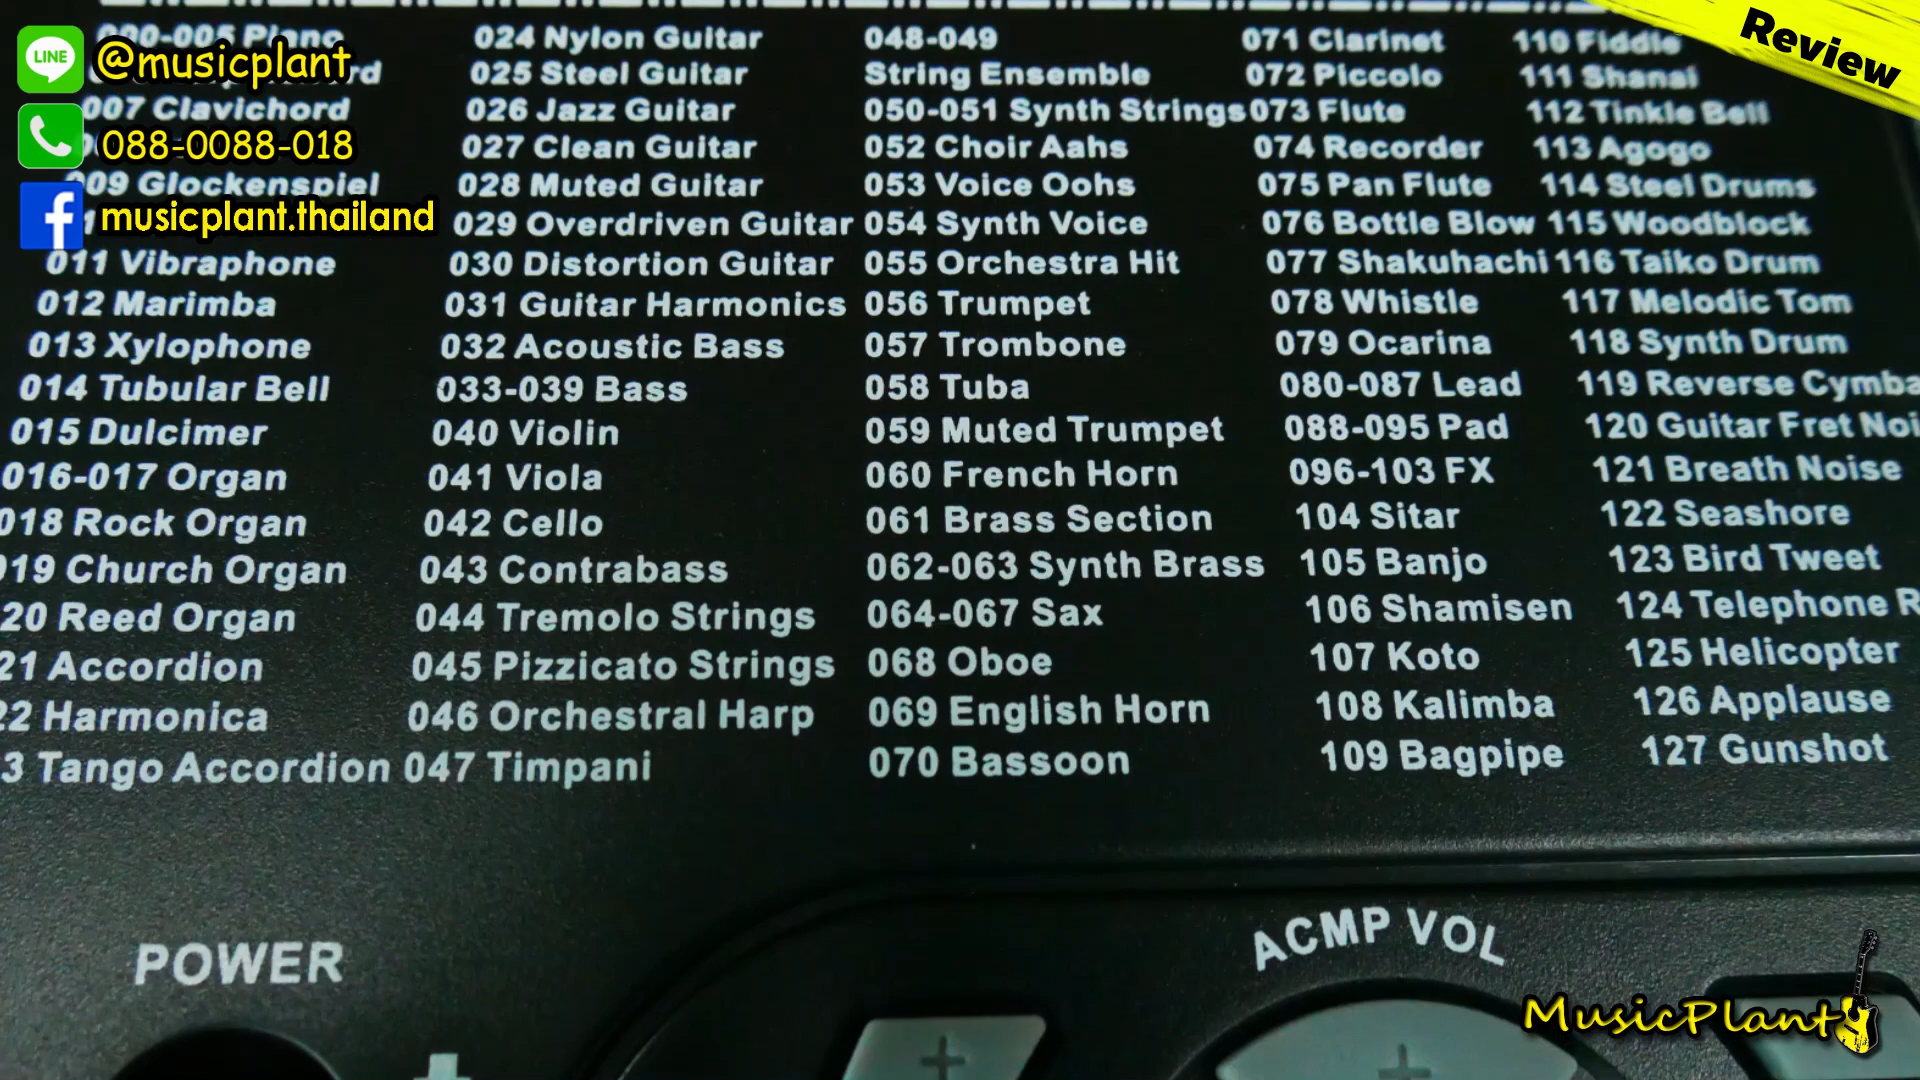 Review
@musicplant
088-0088-018
musicplant.thailand
007 Clavichord
009 Glockenspiel
011 Vibraphone
012 Marimba
013 Xylophone
014 Tubular Bell
015 Dulcimer
016-017 Organ
018 Rock Organ
019 Church Organ
20 Reed Organ
21 Accordion
22 Harmonica
3 Tango Accordion
024 Nylon Guitar
025 Steel Guitar
026 Jazz Guitar
027 Clean Guitar
028 Muted Guitar
029 Overdriven Guitar
030 Distortion Guitar
031 Guitar Harmonics
032 Acoustic Bass
033-039 Bass
040 Violin
041 Viola
042 Cello
043 Contrabass
044 Tremolo Strings
045 Pizzicato Strings
046 Orchestral Harp
047 Timpani
048-049
String Ensemble
050-051 Synth Strings
052 Choir Aahs
053 Voice Oohs
054 Synth Voice
055 Orchestra Hit
056 Trumpet
057 Trombone
058 Tuba
059 Muted Trumpet
060 French Horn
061 Brass Section
062-063 Synth Brass
064-067 Sax
068 Oboe
069 English Horn
070 Bassoon
071 Clarinet
072 Piccolo
073 Flute
074 Recorder
075 Pan Flute
076 Bottle Blow
077 Shakuhachi
078 Whistle
079 Ocarina
080-087 Lead
088-095 Pad
096-103 FX
104 Sitar
105 Banjo
106 Shamisen
107 Koto
108 Kalimba
109 Bagpipe
110 Fiddle
111 Shanai
112 Tinkle Bell
113 Agogo
114 Steel Drums
115 Woodblock
116 Taiko Drum
117 Melodic Tom
118 Synth Drum
119 Reverse Cymba
120 Guitar Fret Noi
121 Breath Noise
122 Seashore
123 Bird Tweet
124 Telephone R
125 Helicopter
126 Applause
127 Gunshot
POWER
ACMP VOL
MusicPlant